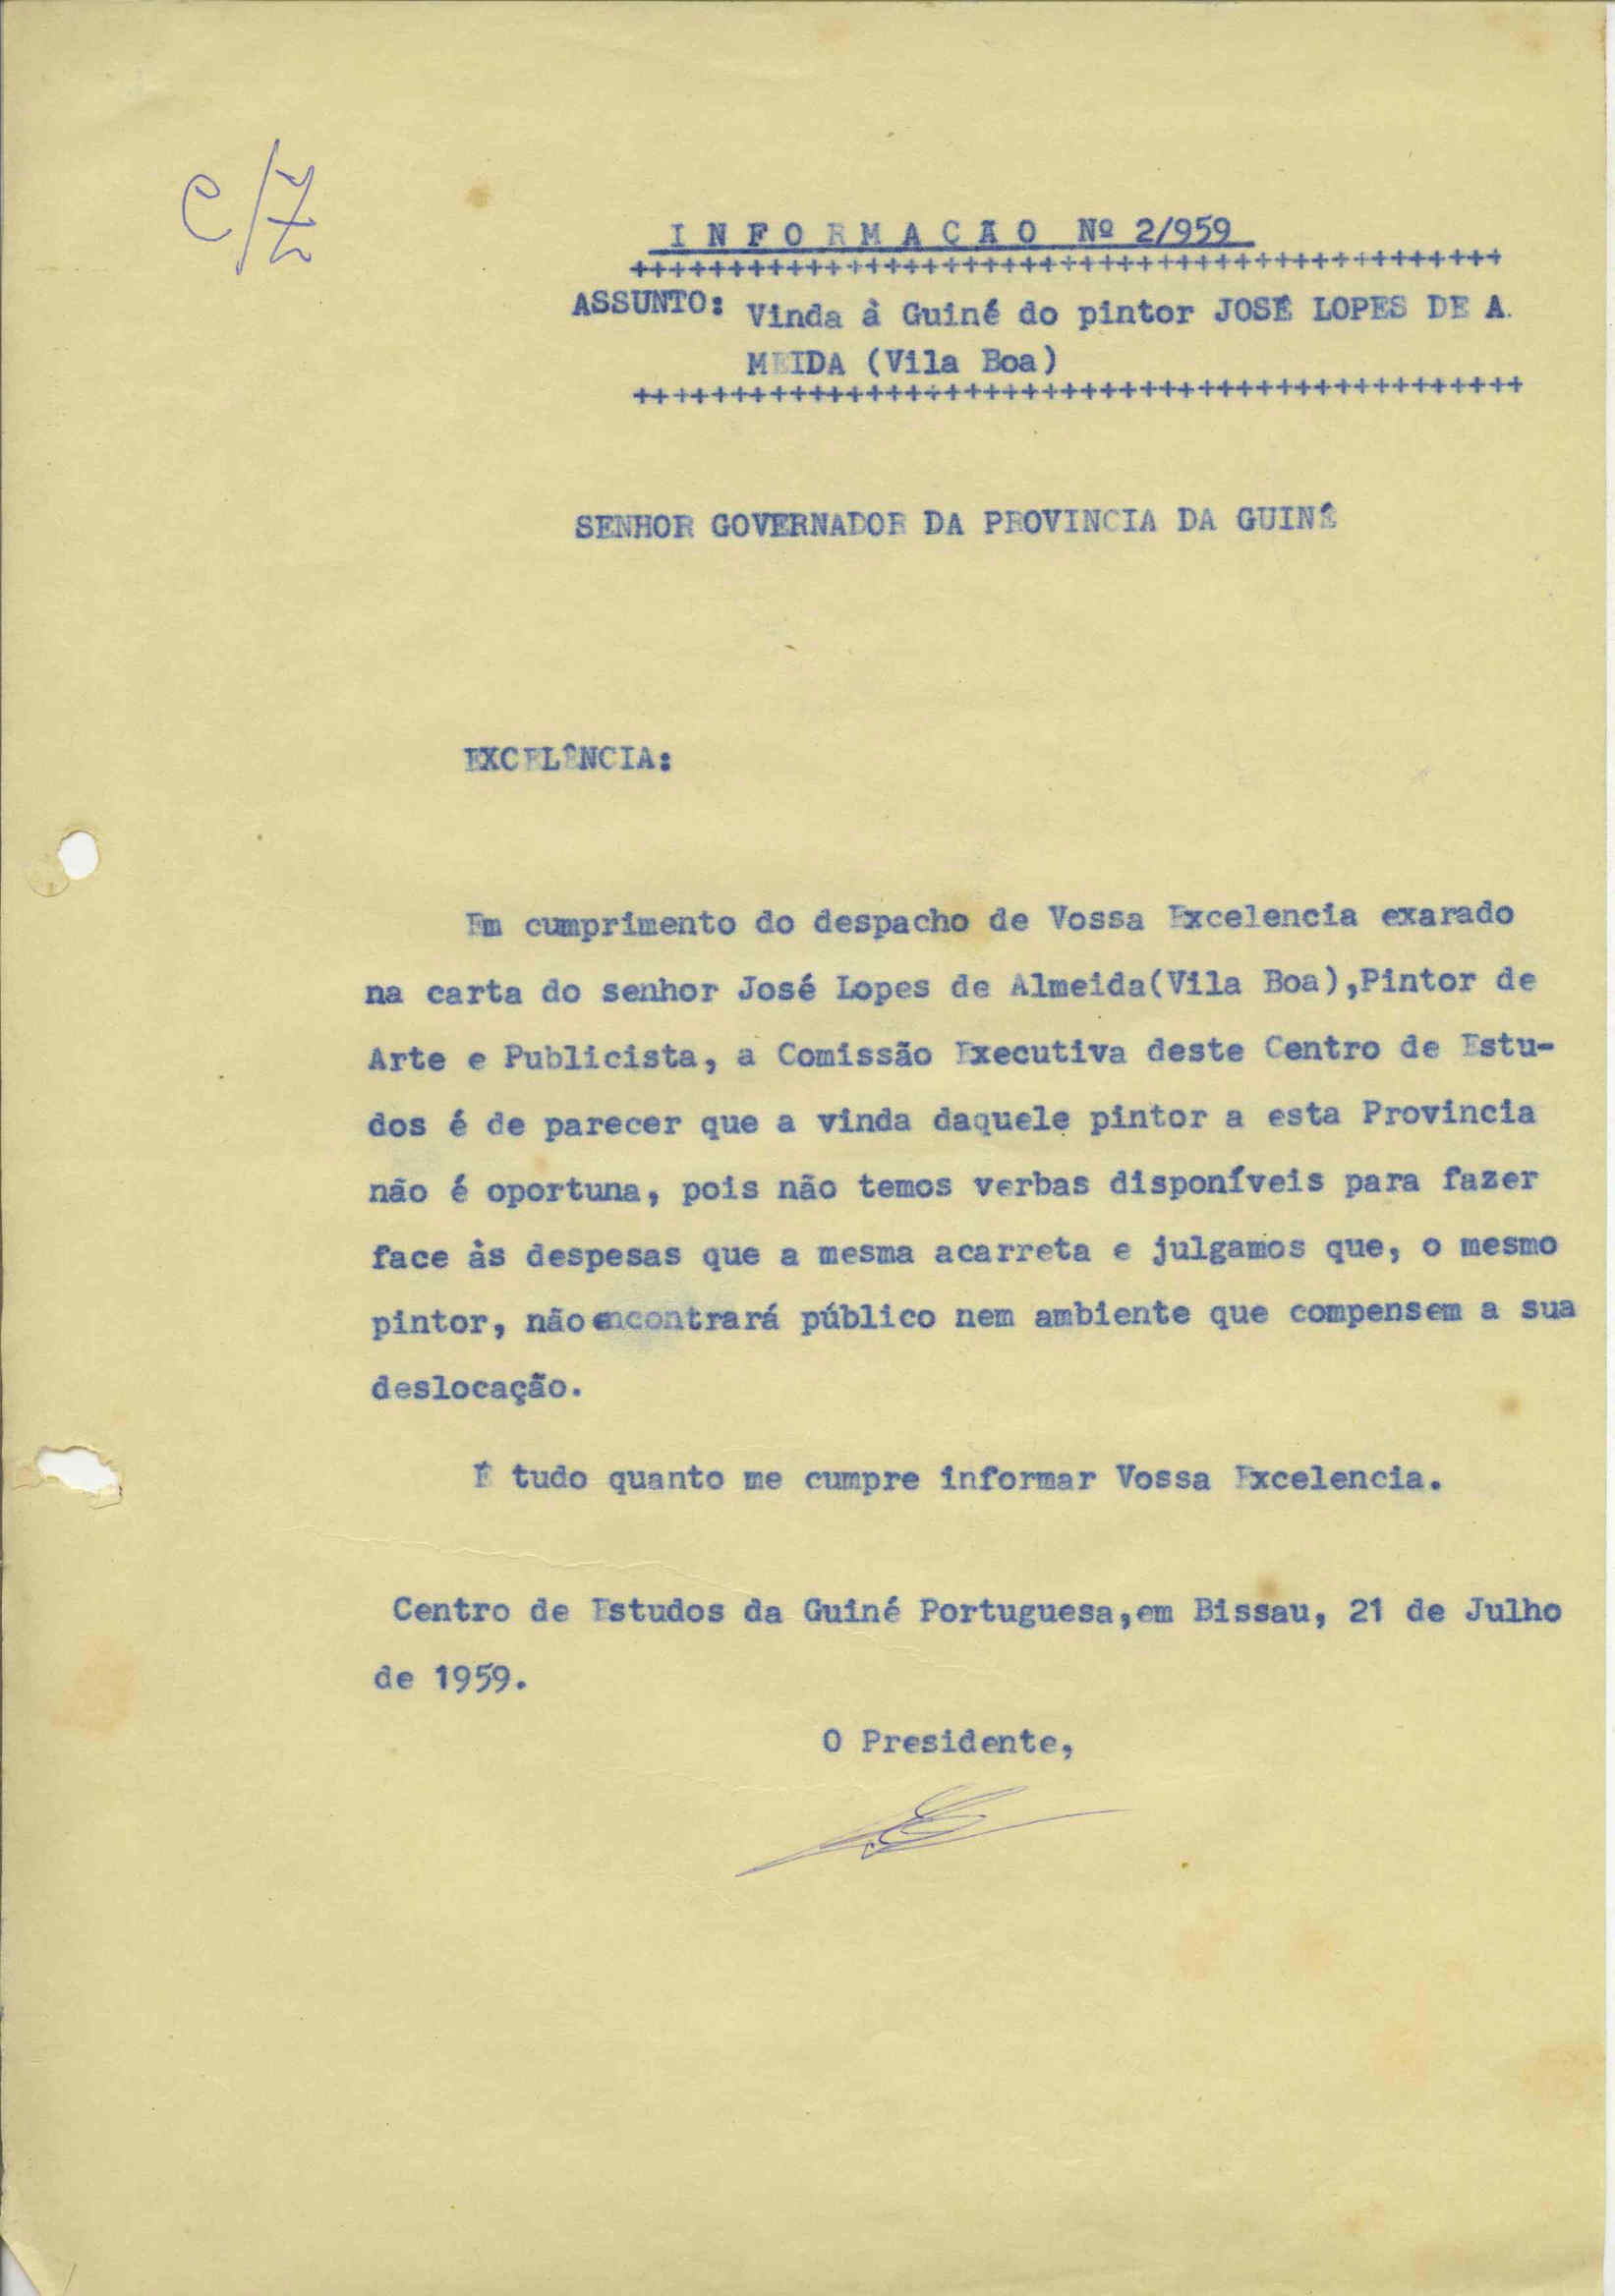 C/Z
I N F O R M A C Ã O Nº 2/959
+++++++++++++++++++++++++++++++++++++++++++++
ASSUNTO: Vinda à Guiné do pintor JOSÉ LOPES DE A.
MEIDA (Vila Boa)
++++++++++++++++++++++++++++++++++++++++++++++
SENHOR GOVERNADOR DA PROVINCIA DA GUINÉ
EXCELÊNCIA:
Em cumprimento do despacho de Vossa Excelencia exarado
na carta do senhor José Lopes de Almeida(Vila Boa),Pintor de
Arte e Publicista, a Comissão Executiva deste Centro de Estu-
dos é de parecer que a vinda daquele pintor a esta Provincia
não é oportuna, pois não temos verbas disponíveis para fazer
face às despesas que a mesma acarreta e julgamos que, o mesmo
pintor, não encontrará público nem ambiente que compensem a sua
deslocação.
É tudo quanto me cumpre informar Vossa Excelencia.
Centro de Estudos da Guiné Portuguesa,em Bissau, 21 de Julho
de 1959.
O Presidente,